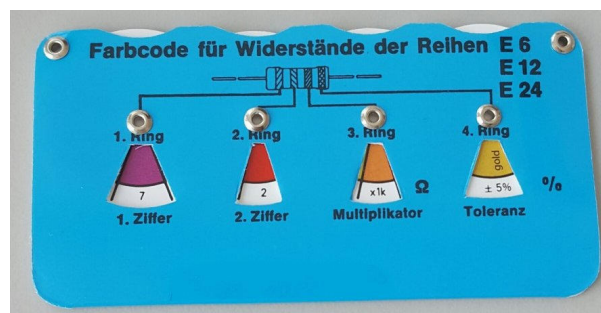 Farbcode für Widerstände der Reihen E 6
E 12
E 24
1. Ring 2. Ring 3. Ring 4. Ring
gold
7 2 x1k Ω ± 5% %
1. Ziffer 2. Ziffer Multiplikator Toleranz